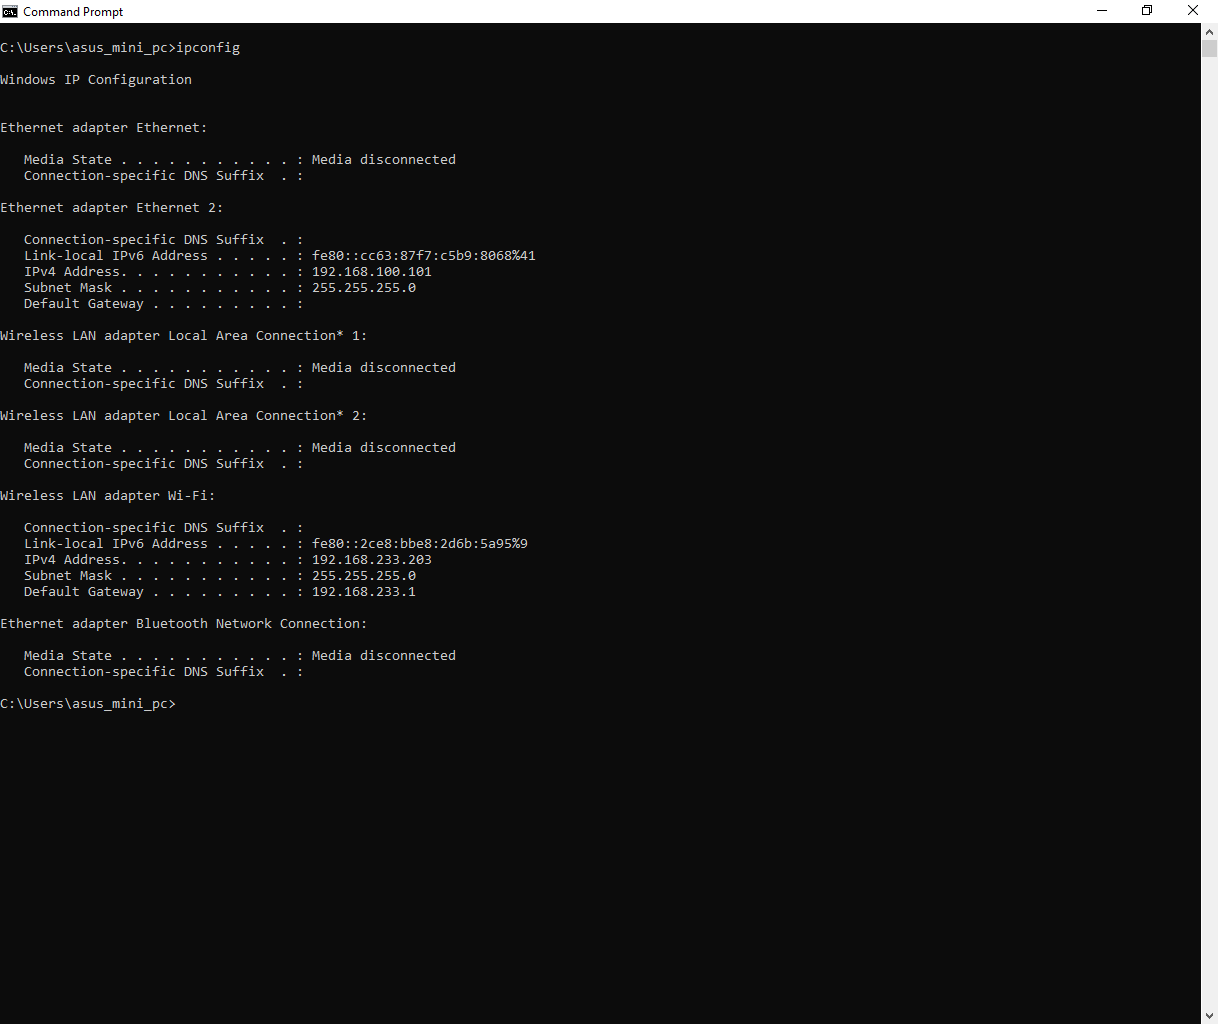 Command Prompt
C:\Users\asus_mini_pc>ipconfig
Windows IP Configuration
Ethernet adapter Ethernet:
   Media State . . . . . . . . . . . : Media disconnected
   Connection-specific DNS Suffix  . :
Ethernet adapter Ethernet 2:
   Connection-specific DNS Suffix  . :
   Link-local IPv6 Address . . . . . : fe80::cc63:87f7:c5b9:8068%41
   IPv4 Address. . . . . . . . . . . : 192.168.100.101
   Subnet Mask . . . . . . . . . . . : 255.255.255.0
   Default Gateway . . . . . . . . . :
Wireless LAN adapter Local Area Connection* 1:
   Media State . . . . . . . . . . . : Media disconnected
   Connection-specific DNS Suffix  . :
Wireless LAN adapter Local Area Connection* 2:
   Media State . . . . . . . . . . . : Media disconnected
   Connection-specific DNS Suffix  . :
Wireless LAN adapter Wi-Fi:
   Connection-specific DNS Suffix  . :
   Link-local IPv6 Address . . . . . : fe80::2ce8:bbe8:2d6b:5a95%9
   IPv4 Address. . . . . . . . . . . : 192.168.233.203
   Subnet Mask . . . . . . . . . . . : 255.255.255.0
   Default Gateway . . . . . . . . . : 192.168.233.1
Ethernet adapter Bluetooth Network Connection:
   Media State . . . . . . . . . . . : Media disconnected
   Connection-specific DNS Suffix  . :
C:\Users\asus_mini_pc>